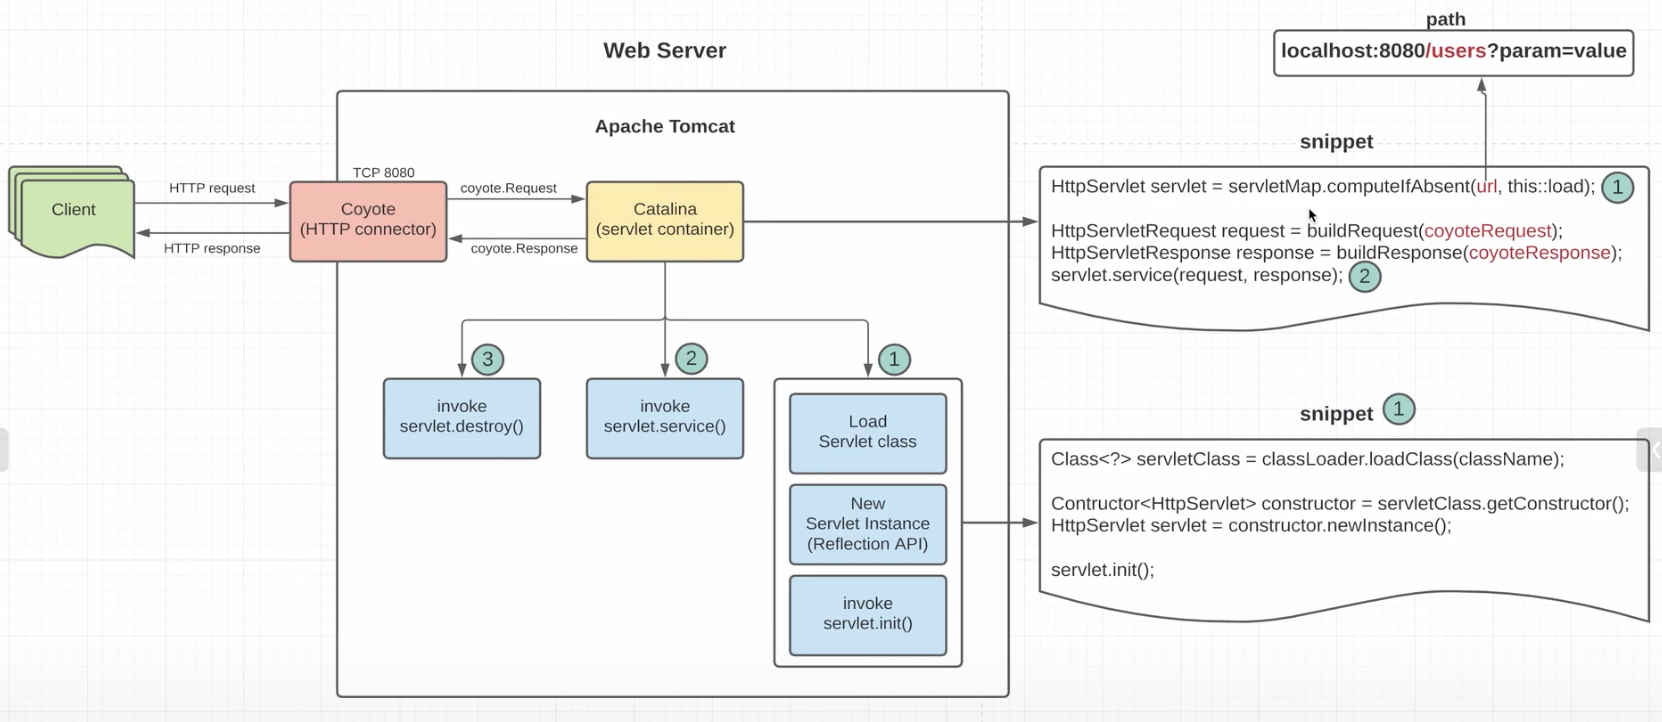 path
localhost:8080/users?param=value
Web Server
Apache Tomcat
snippet
TCP 8080
HTTP request
coyote.Request
Client
Coyote
(HTTP connector)
Catalina
(servlet container)
HTTP response
coyote.Response
HttpServlet servlet = servletMap.computeIfAbsent(url, this::load); 1
HttpServletRequest request = buildRequest(coyoteRequest);
HttpServletResponse response = buildResponse(coyoteResponse);
servlet.service(request, response); 2
3
2
1
invoke
servlet.destroy()
invoke
servlet.service()
Load
Servlet class
New
Servlet Instance
(Reflection API)
invoke
servlet.init()
snippet 1
Class<?> servletClass = classLoader.loadClass(className);
Contructor<HttpServlet> constructor = servletClass.getConstructor();
HttpServlet servlet = constructor.newInstance();
servlet.init();